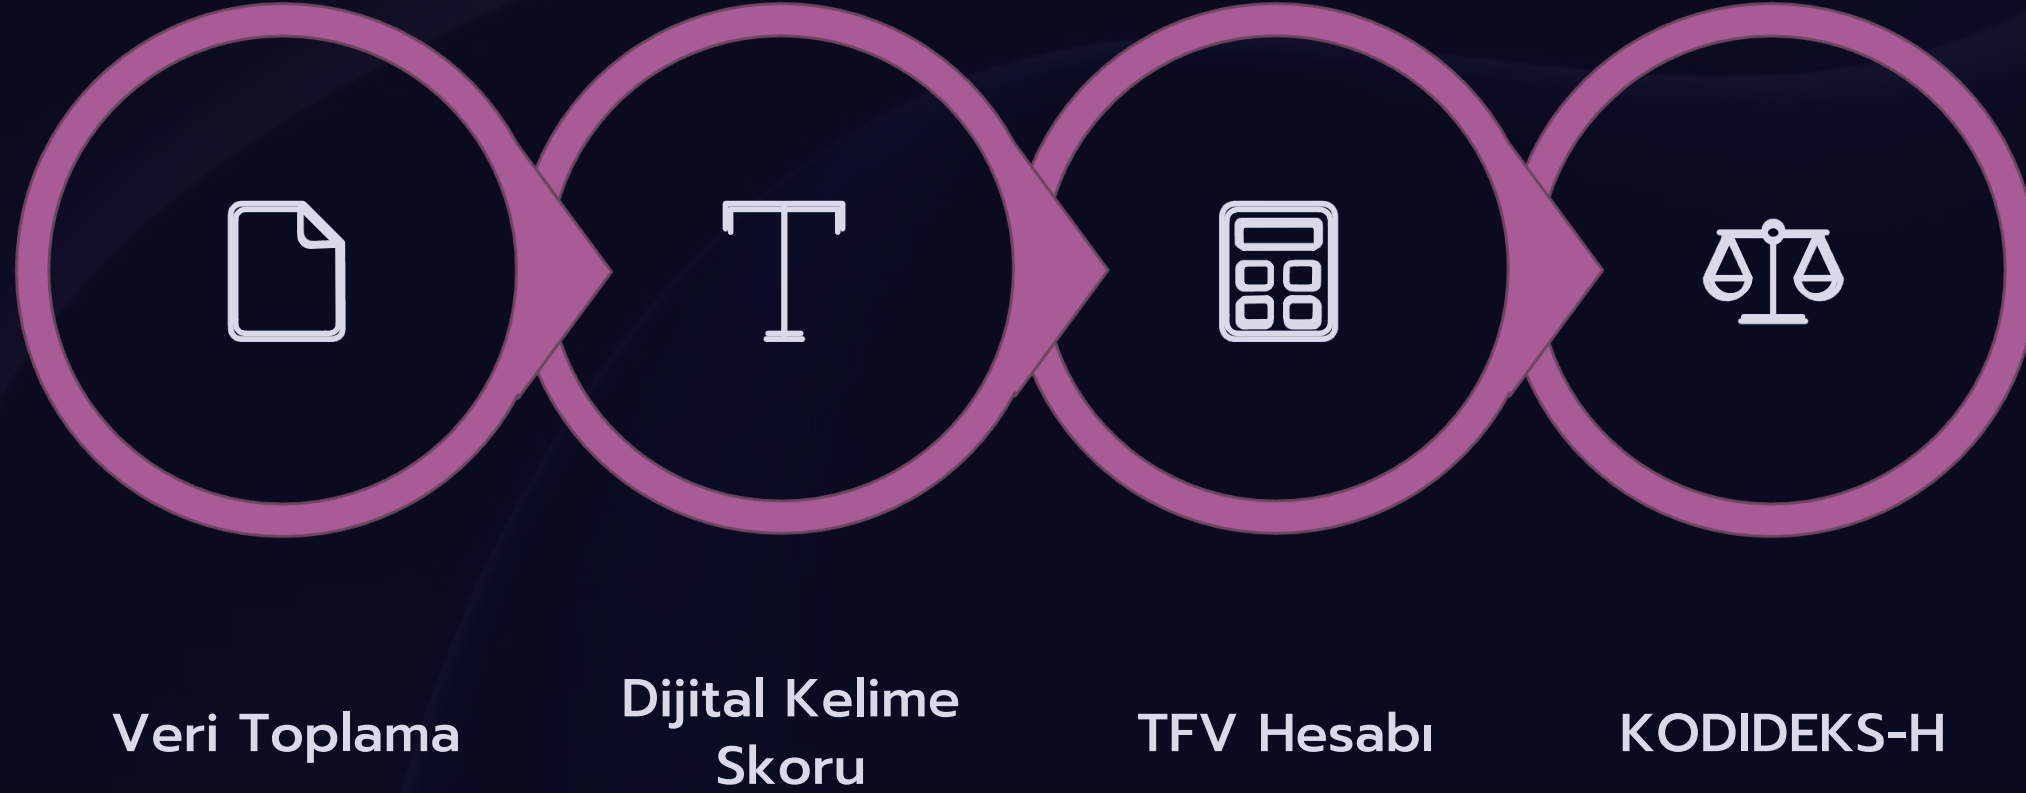 Veri Toplama
Dijital Kelime
Skoru
TFV Hesabı
KODIDEKS-H